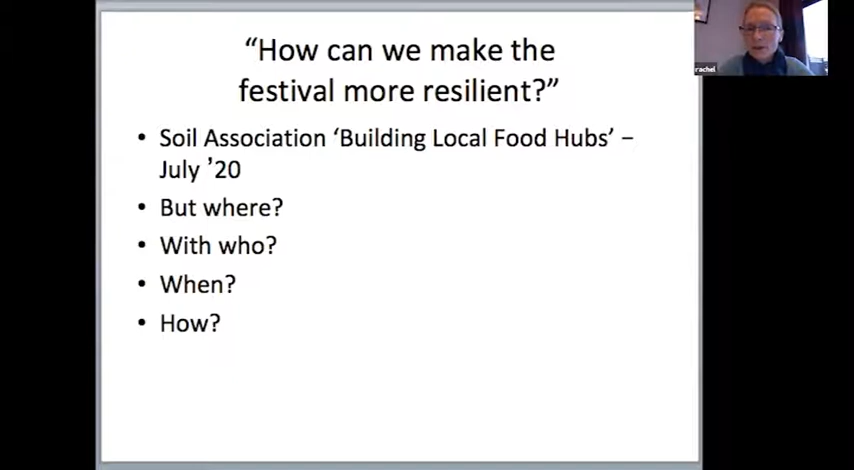 “How can we make the
festival more resilient?”
• Soil Association ‘Building Local Food Hubs’ –
July ’20
• But where?
• With who?
• When?
• How?
rachel